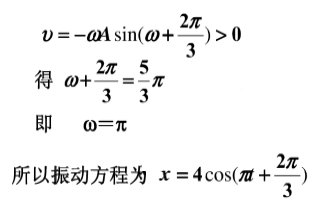 υ = −ωA sin(ω + 2π/3) > 0
得 ω + 2π/3 = 5/3 π
即 ω=π
所以振动方程为 x = 4cos(πt + 2π/3)